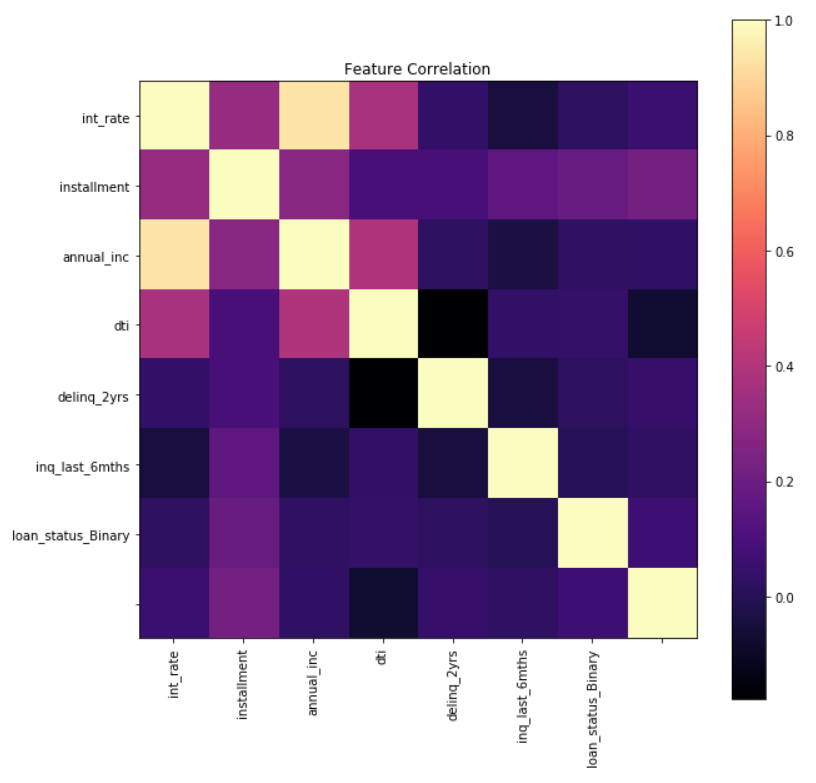 Feature Correlation
int_rate
installment
annual_inc
dti
delinq_2yrs
inq_last_6mths
loan_status_Binary
int_rate
installment
annual_inc
dti
delinq_2yrs
inq_last_6mths
loan_status_Binary
1.0
0.8
0.6
0.4
0.2
0.0